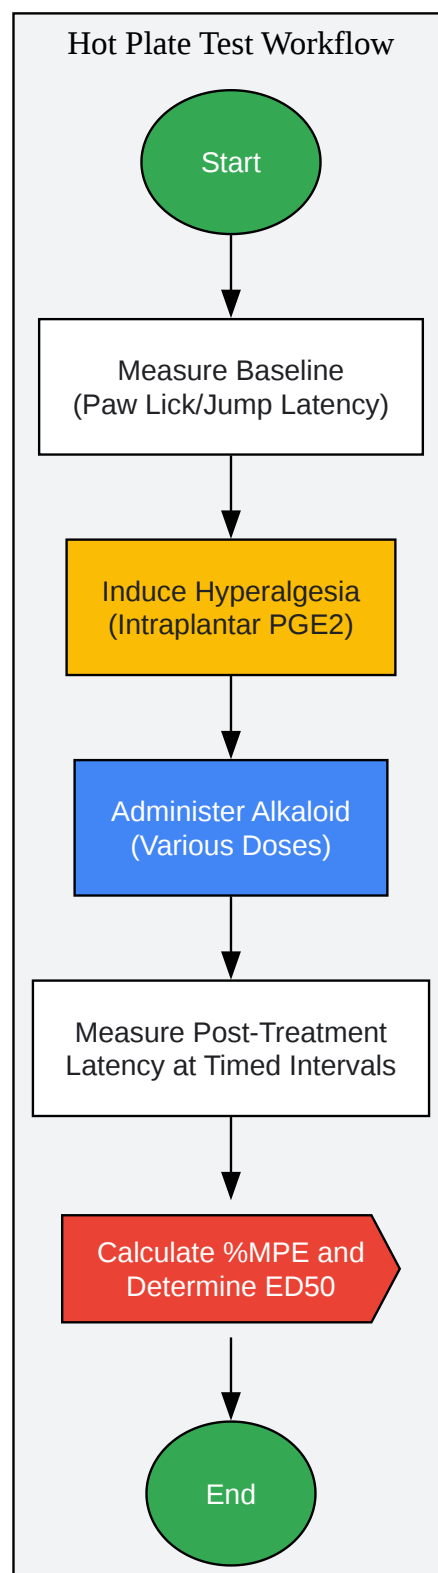 Hot Plate Test Workflow
Start
Measure Baseline
(Paw Lick/Jump Latency)
Induce Hyperalgesia
(Intraplantar PGE2)
Administer Alkaloid
(Various Doses)
Measure Post-Treatment
Latency at Timed Intervals
Calculate %MPE and
Determine ED50
End